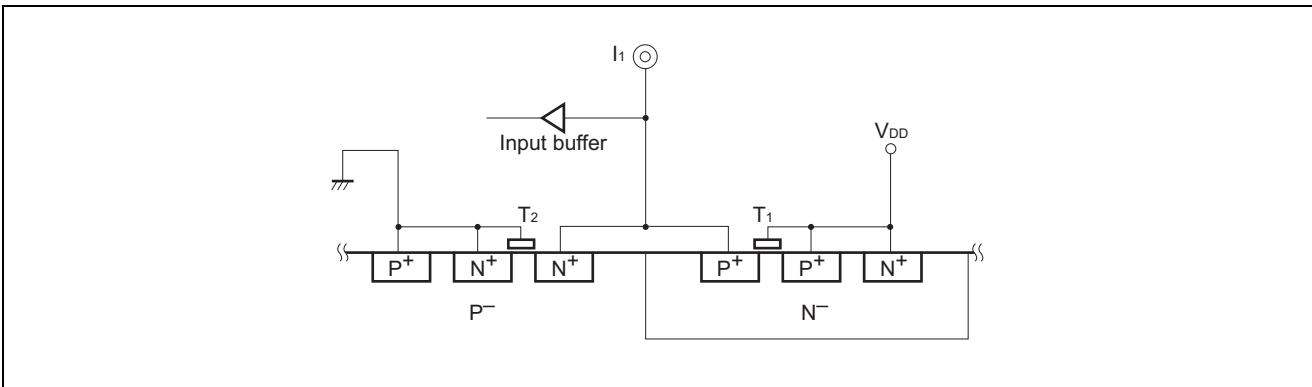 I1
Input buffer
VDD
T2
T1
P+
N+
N+
P+
P+
N+
P−
N−